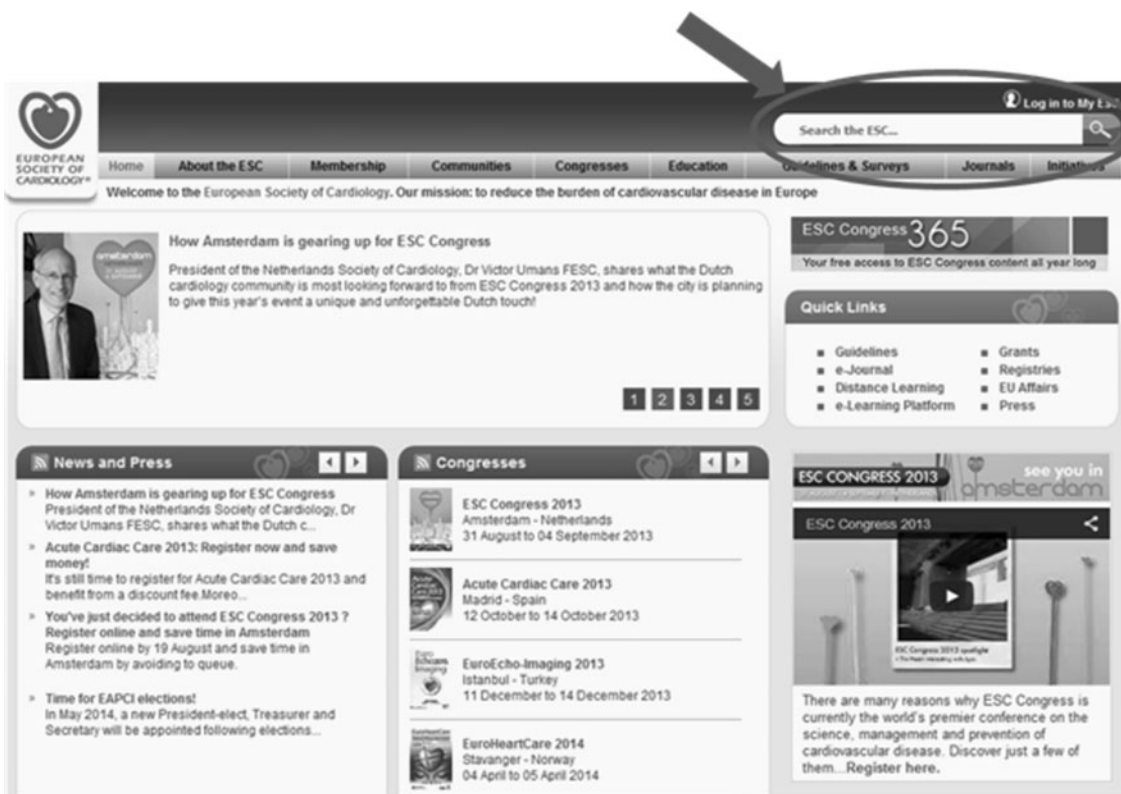 Log in to My ESC
Search the ESC...
EUROPEAN
SOCIETY OF
CARDIOLOGY®
Home About the ESC Membership Communities Congresses Education Guidelines & Surveys Journals Initiatives
Welcome to the European Society of Cardiology. Our mission: to reduce the burden of cardiovascular disease in Europe
amsterdam
How Amsterdam is gearing up for ESC Congress
President of the Netherlands Society of Cardiology, Dr Victor Umans FESC, shares what the Dutch
cardiology community is most looking forward to from ESC Congress 2013 and how the city is planning
to give this year's event a unique and unforgettable Dutch touch!
1 2 3 4 5
ESC Congress 365
Your free access to ESC Congress content all year long
Quick Links
Guidelines
e-Journal
Distance Learning
e-Learning Platform
Grants
Registries
EU Affairs
Press
News and Press
» How Amsterdam is gearing up for ESC Congress
President of the Netherlands Society of Cardiology, Dr
Victor Umans FESC, shares what the Dutch c...
» Acute Cardiac Care 2013: Register now and save
money!
It's still time to register for Acute Cardiac Care 2013 and
benefit from a discount fee.Moreo...
» You've just decided to attend ESC Congress 2013 ?
Register online and save time in Amsterdam
Register online by 19 August and save time in
Amsterdam by avoiding to queue.
» Time for EAPCI elections!
In May 2014, a new President-elect, Treasurer and
Secretary will be appointed following elections...
Congresses
ESC Congress 2013
Amsterdam - Netherlands
31 August to 04 September 2013
Acute Cardiac Care 2013
Madrid - Spain
12 October to 14 October 2013
Euro
Echo
Imaging
EuroEcho-Imaging 2013
Istanbul - Turkey
11 December to 14 December 2013
EuroHeartCare 2014
Stavanger - Norway
04 April to 05 April 2014
ESC CONGRESS 2013
see you in
amsterdam
ESC Congress 2013
ESC Congress 2013 spotlight
There are many reasons why ESC Congress is
currently the world's premier conference on the
science, management and prevention of
cardiovascular disease. Discover just a few of
them...Register here.